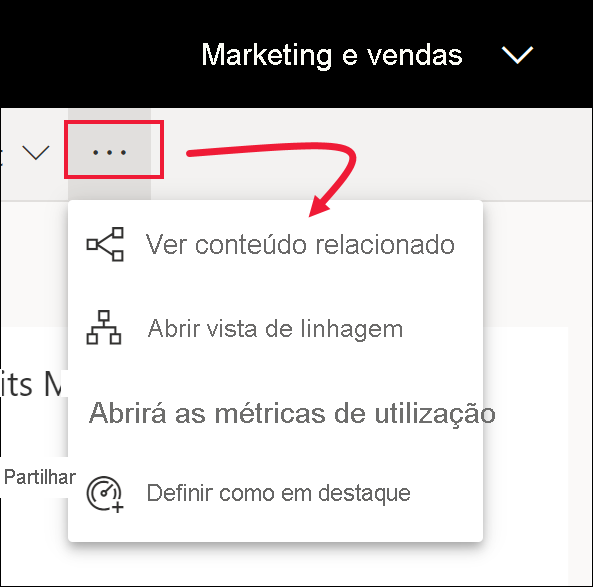 Marketing e vendas
...
Ver conteúdo relacionado
Abrir vista de linhagem
its M
Abrirá as métricas de utilização
Partilhar
Definir como em destaque